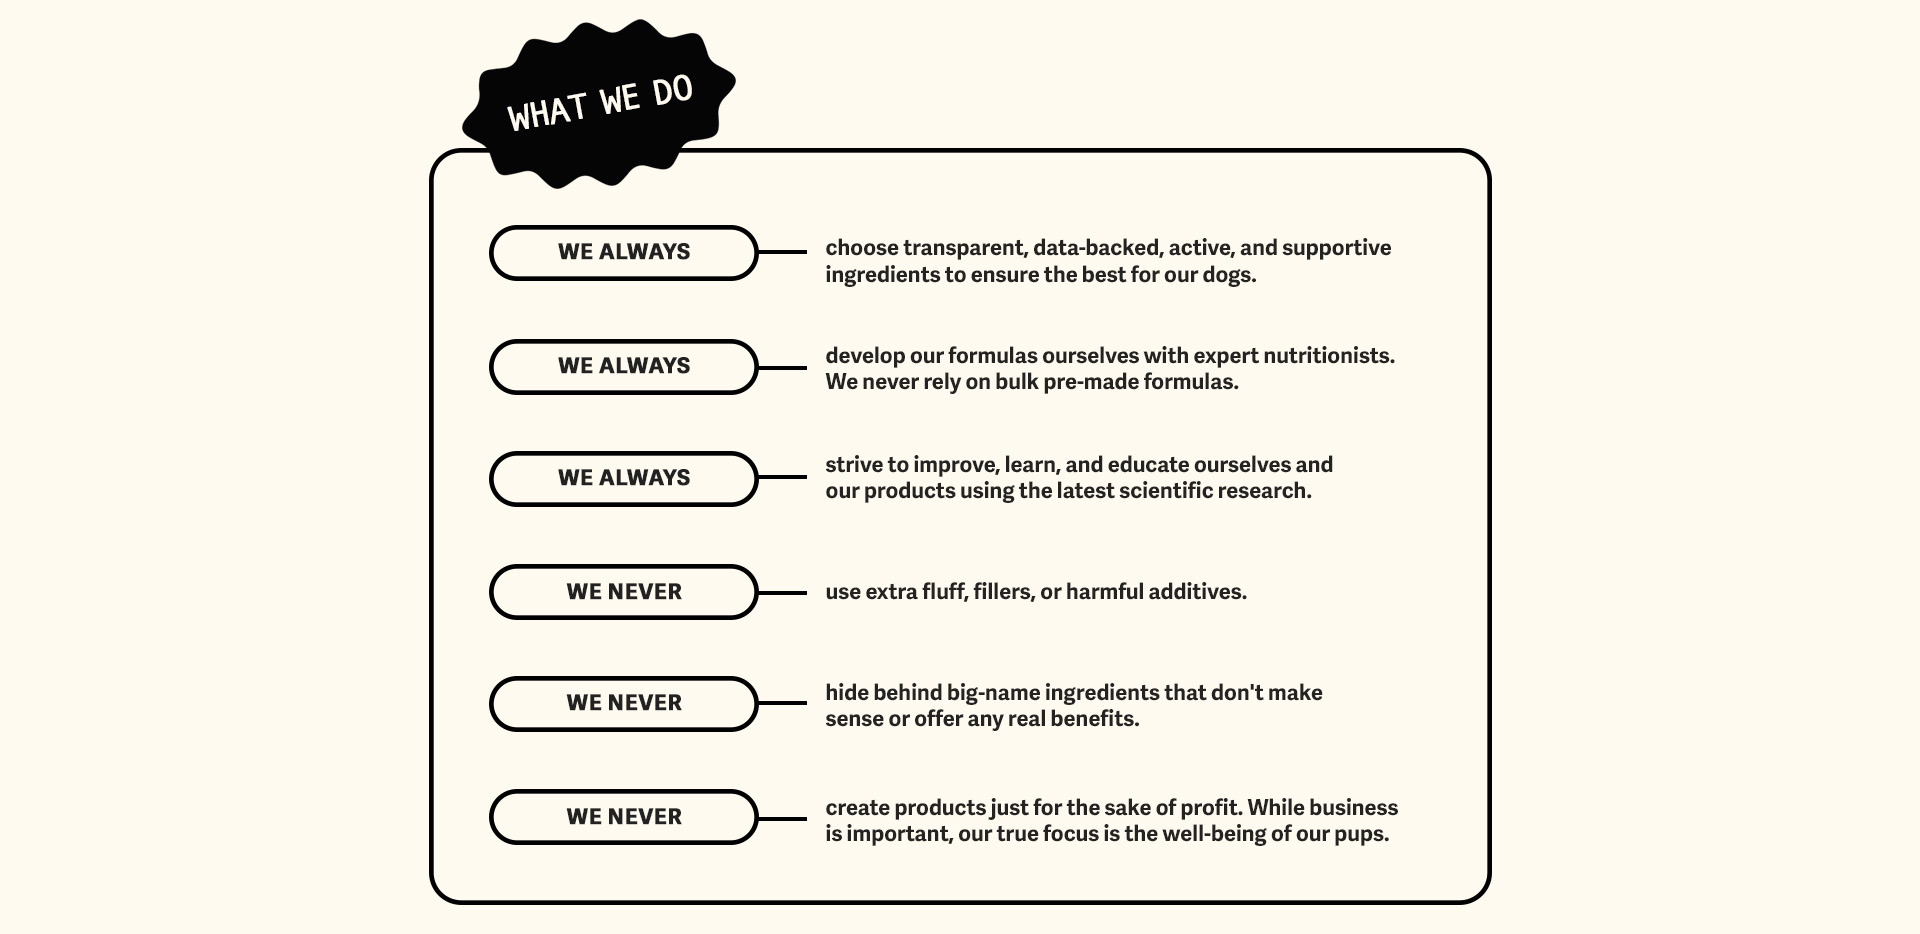 WHAT WE DO
WE ALWAYS
choose transparent, data-backed, active, and supportive
ingredients to ensure the best for our dogs.
WE ALWAYS
develop our formulas ourselves with expert nutritionists.
We never rely on bulk pre-made formulas.
WE ALWAYS
strive to improve, learn, and educate ourselves and
our products using the latest scientific research.
WE NEVER
use extra fluff, fillers, or harmful additives.
WE NEVER
hide behind big-name ingredients that don't make
sense or offer any real benefits.
WE NEVER
create products just for the sake of profit. While business
is important, our true focus is the well-being of our pups.